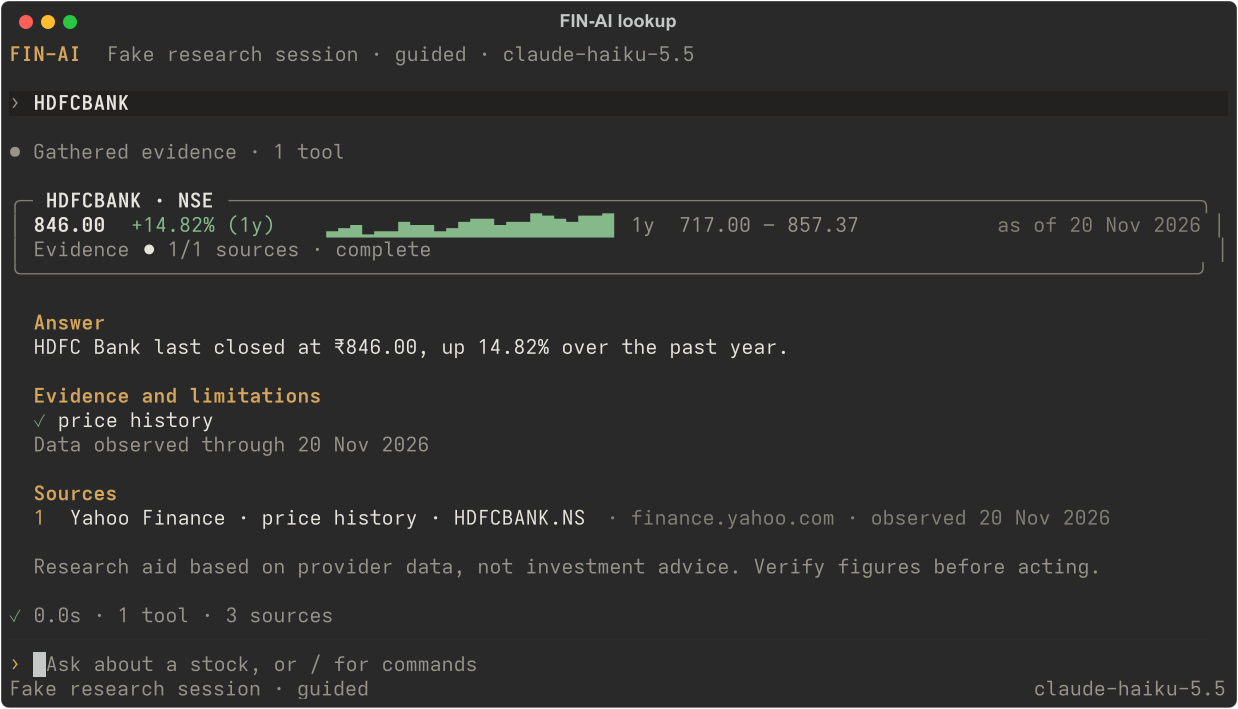 FIN-AI lookup
FIN-AI Fake research session · guided · claude-haiku-5.5
› HDFCBANK
● Gathered evidence · 1 tool
HDFCBANK · NSE
846.00 +14.82% (1y) 1y 717.00 – 857.37 as of 20 Nov 2026
Evidence ● 1/1 sources · complete
Answer
HDFC Bank last closed at ₹846.00, up 14.82% over the past year.
Evidence and limitations
✓ price history
Data observed through 20 Nov 2026
Sources
1 Yahoo Finance · price history · HDFCBANK.NS · finance.yahoo.com · observed 20 Nov 2026
Research aid based on provider data, not investment advice. Verify figures before acting.
✓ 0.0s · 1 tool · 3 sources
› Ask about a stock, or / for commands
Fake research session · guided claude-haiku-5.5